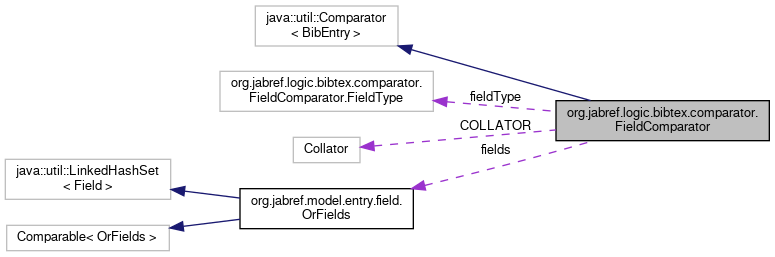 java::util::Comparator
< BibEntry >
org.jabref.logic.bibtex.comparator.
FieldComparator.FieldType
fieldType
org.jabref.logic.bibtex.comparator.
FieldComparator
COLLATOR
Collator
fields
java::util::LinkedHashSet
< Field >
org.jabref.model.entry.field.
OrFields
Comparable< OrFields >